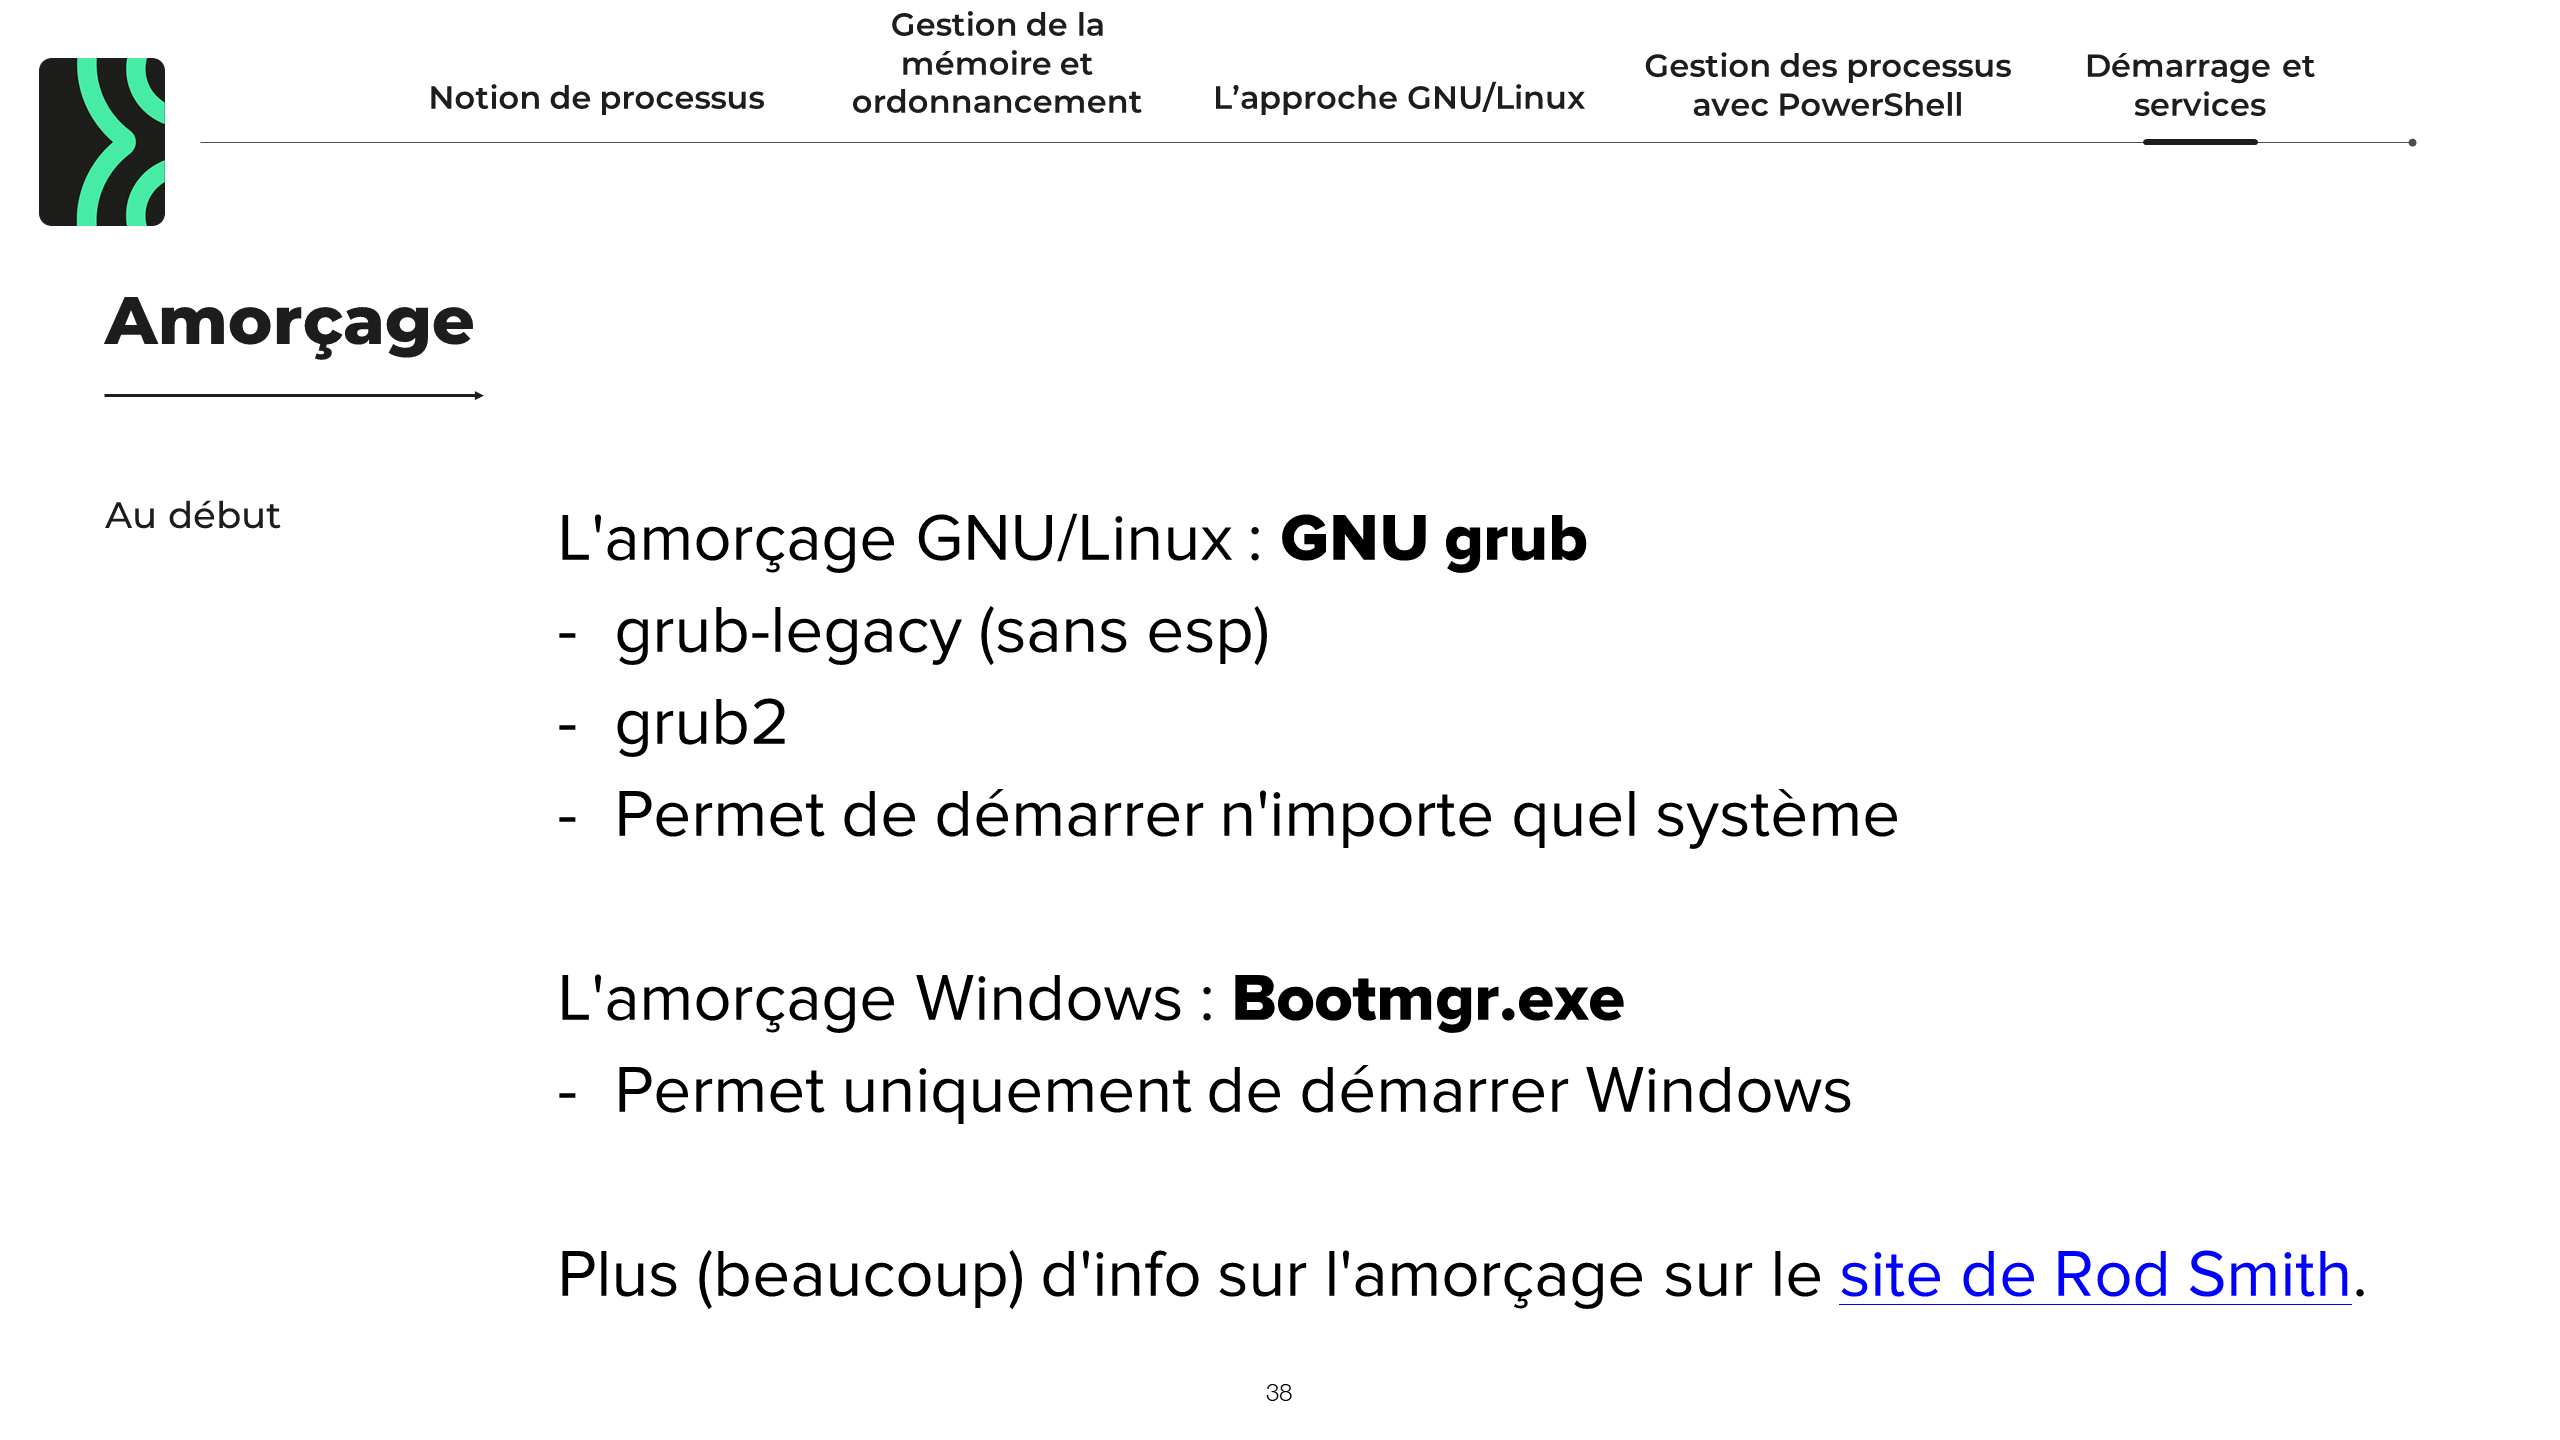 Notion de processus
Gestion de la
mémoire et
ordonnancement
L’approche GNU/Linux
Gestion des processus
avec PowerShell
Démarrage et
services
Amorçage
Au début
L'amorçage GNU/Linux : GNU grub
- grub-legacy (sans esp)
- grub2
- Permet de démarrer n'importe quel système
L'amorçage Windows : Bootmgr.exe
- Permet uniquement de démarrer Windows
Plus (beaucoup) d'info sur l'amorçage sur le site de Rod Smith.
38